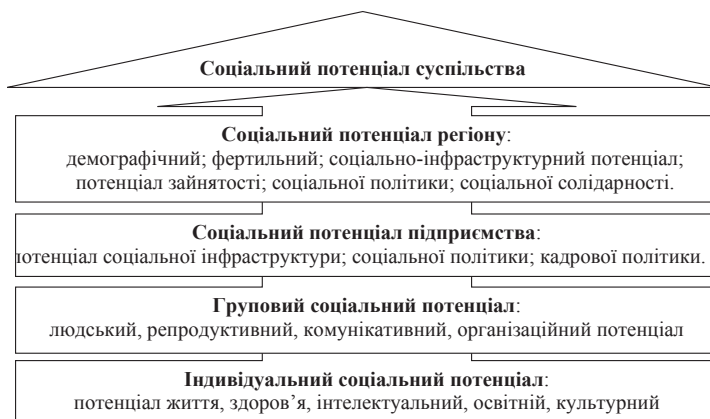 Соціальний потенціал суспільства
Соціальний потенціал регіону:
демографічний; фертильний; соціально-інфраструктурний потенціал;
потенціал зайнятості; соціальної політики; соціальної солідарності.
Соціальний потенціал підприємства:
потенціал соціальної інфраструктури; соціальної політики; кадрової політики.
Груповий соціальний потенціал:
людський, репродуктивний, комунікативний, організаційний потенціал
Індивідуальний соціальний потенціал:
потенціал життя, здоров’я, інтелектуальний, освітній, культурний